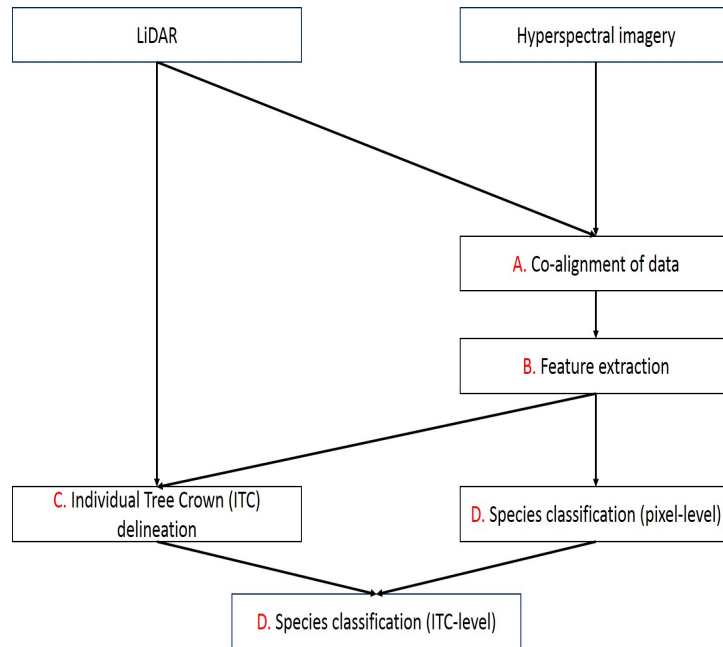 LiDAR
Hyperspectral imagery
A. Co-alignment of data
B. Feature extraction
C. Individual Tree Crown (ITC)
delineation
D. Species classification (pixel-level)
D. Species classification (ITC-level)